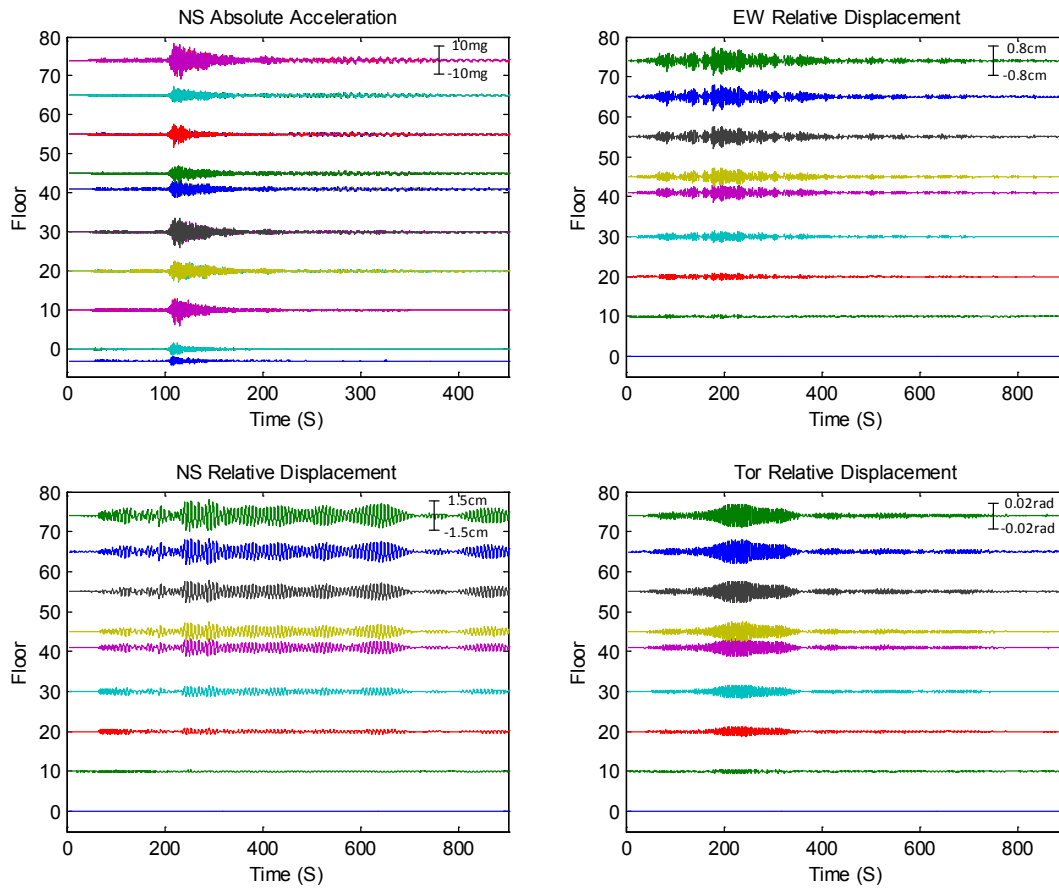 NS Absolute Acceleration
80
70
60
50
40
30
20
10
0
Floor
10mg
-10mg
0 100 200 300 400
Time (S)
EW Relative Displacement
80
70
60
50
40
30
20
10
0
Floor
0.8cm
-0.8cm
0 200 400 600 800
Time (S)
NS Relative Displacement
80
70
60
50
40
30
20
10
0
Floor
1.5cm
-1.5cm
0 200 400 600 800
Time (S)
Tor Relative Displacement
80
70
60
50
40
30
20
10
0
Floor
0.02rad
-0.02rad
0 200 400 600 800
Time (S)